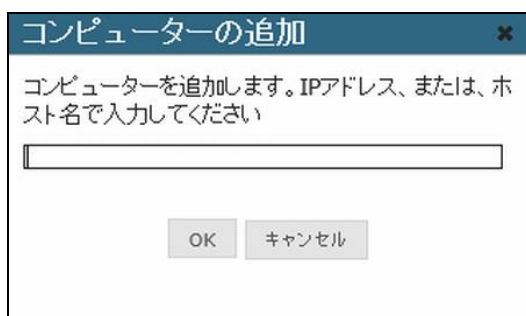 コンピューターの追加
コンピューターを追加します。IPアドレス、または、ホ
スト名で入力してください
OK キャンセル